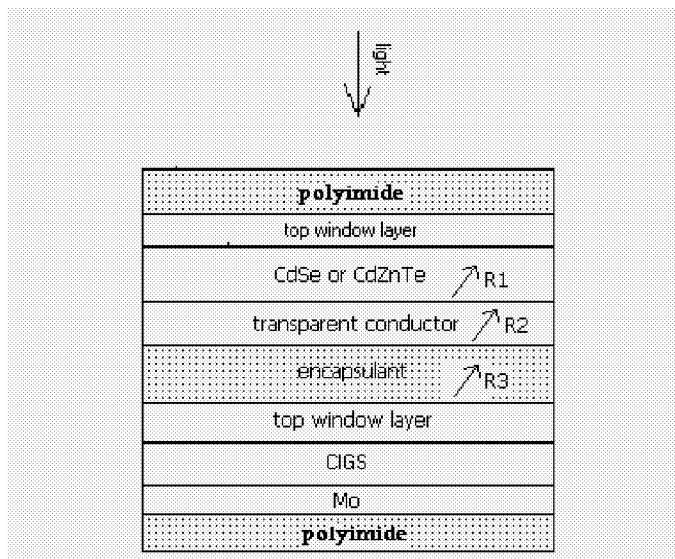 light
polyimide
top window layer
CdSe or CdZnTe R1
transparent conductor R2
encapsulant R3
top window layer
CIGS
Mo
polyimide